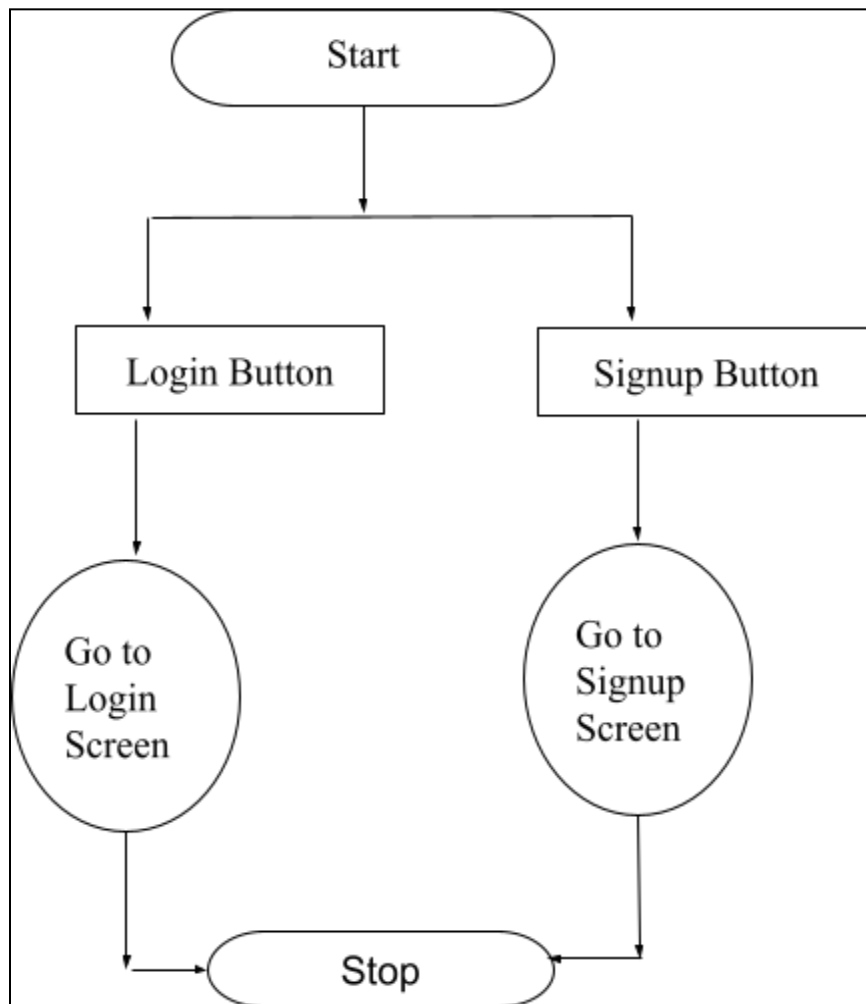 Start
Login Button
Signup Button
Go to
Login
Screen
Go to
Signup
Screen
Stop